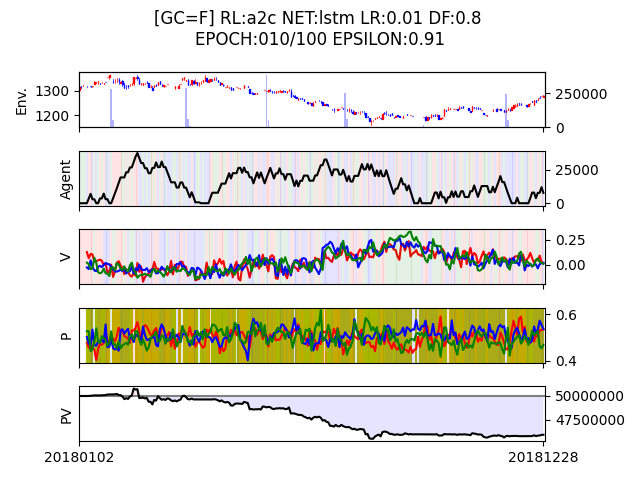 [GC=F] RL:a2c NET:lstm LR:0.01 DF:0.8
EPOCH:010/100 EPSILON:0.91
Env.
1300
1200
250000
0
Agent
25000
0
V
0.25
0.00
P
0.6
0.4
PV
50000000
47500000
20180102
20181228